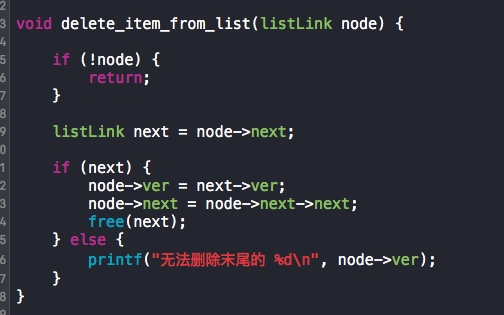 2
3 void delete_item_from_list(listLink node) {
4
5 if (!node) {
6 return;
7 }
8
9 listLink next = node->next;
0
1 if (next) {
2 node->ver = next->ver;
3 node->next = node->next->next;
4 free(next);
5 } else {
6 printf("无法删除末尾的 %d\n", node->ver);
7 }
8 }